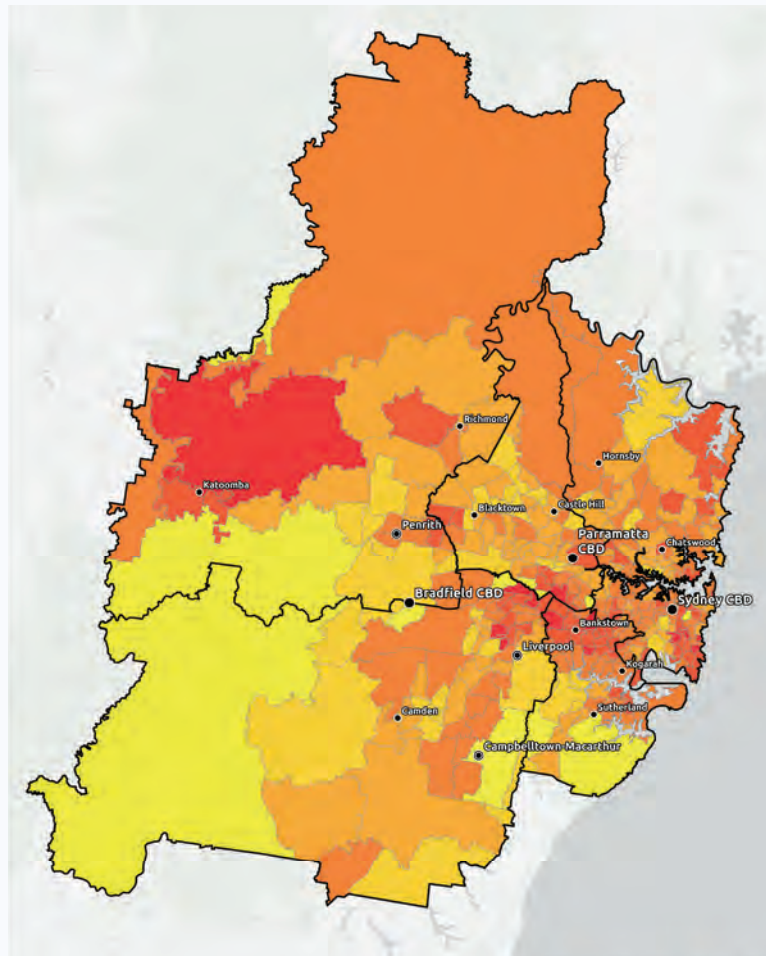 Richmond
Hornsby
Katoomba
Blacktown
Castle Hill
Penrith
Parramatta
CBD
Chatswood
Bradfield CBD
Sydney CBD
Bankstown
Liverpool
Kogarah
Camden
Sutherland
Campbelltown-Macarthur